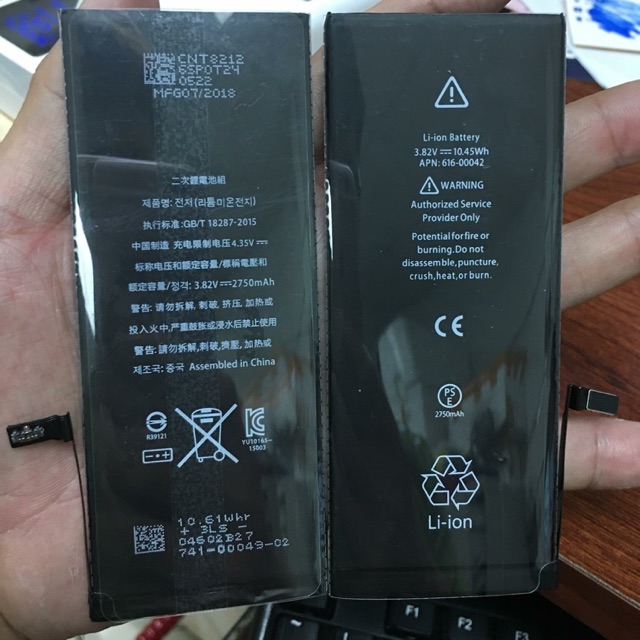 CNT8212
SSPDT24
0522
MFG07/2018
二次鋰電池組
제품명: 전저 (리튬미온전지)
执行标准:GB/T 18287-2015
中国制造 充电限制电压4.35V⎓
标称电压和额定容量/標稱電壓和
額定容量/정격: 3.82V⎓2750mAh
警告: 请勿拆解, 刺破, 挤压, 加热或
投入火中,严重鼓胀或浸水后禁止使用
警告: 請勿拆解, 刺破, 擠壓, 加熱或
제조국: 중국 Assembled in China
R39121
YU10165-
15003
10.61Whr
+ 3LS -
04602B27
741-00049-02
Li-ion Battery
3.82V⎓10.45Wh
APN: 616-00042
WARNING
Authorized Service
Provider Only
Potential for fire or
burning. Do not
disassemble, puncture,
crush, heat, or burn.
CE
PS
E
2750mAh
Li-ion
F1
F2
F3